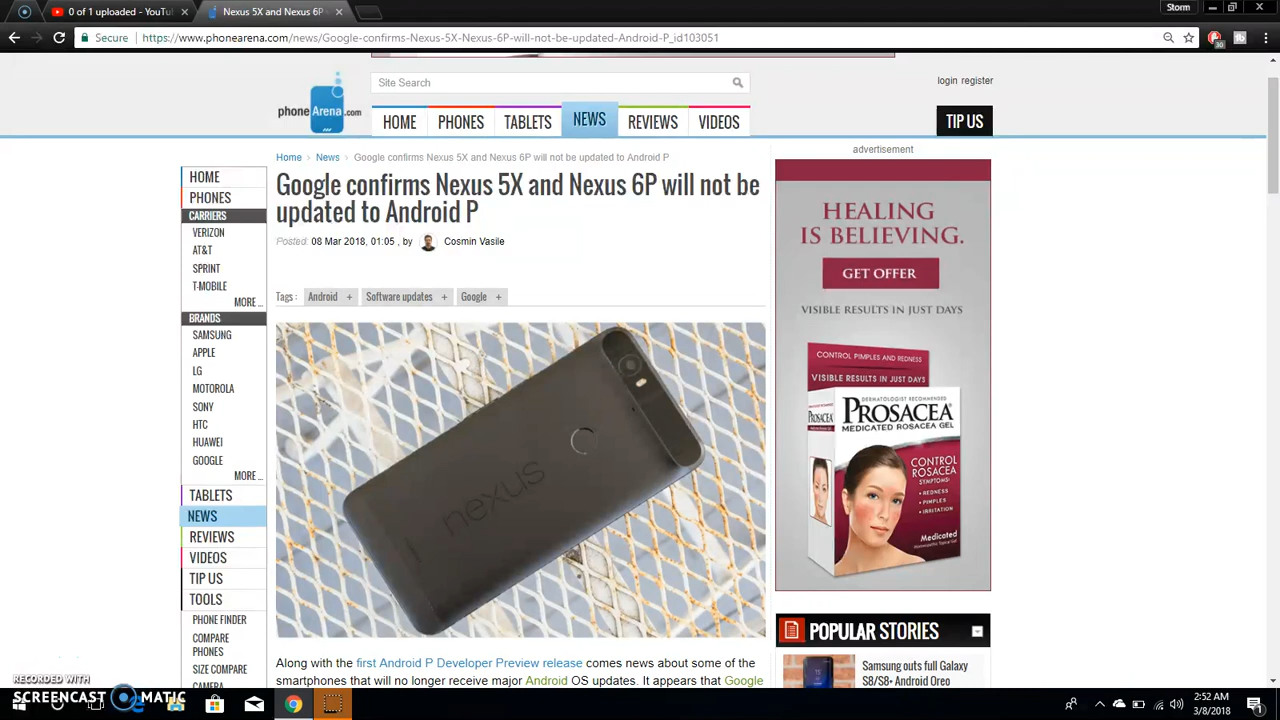 0 of 1 uploaded - YouTu
Nexus 5X and Nexus 6P
Storm
Secure
https://www.phonearena.com/news/Google-confirms-Nexus-5X-Nexus-6P-will-not-be-updated-Android-P_id103051
30
phoneArena.com
Site Search
login register
HOME
PHONES
TABLETS
NEWS
REVIEWS
VIDEOS
TIP US
Home
News
Google confirms Nexus 5X and Nexus 6P will not be updated to Android P
Google confirms Nexus 5X and Nexus 6P will not be
updated to Android P
Posted: 08 Mar 2018, 01:05 , by Cosmin Vasile
Tags :
Android +
Software updates +
Google +
HOME
PHONES
CARRIERS
VERIZON
AT&T
SPRINT
T-MOBILE
MORE ...
BRANDS
SAMSUNG
APPLE
LG
MOTOROLA
SONY
HTC
HUAWEI
GOOGLE
MORE ...
TABLETS
NEWS
REVIEWS
VIDEOS
TIP US
TOOLS
PHONE FINDER
COMPARE
PHONES
SIZE COMPARE
CAMERA
nexus
Along with the first Android P Developer Preview release comes news about some of the
smartphones that will no longer receive major Android OS updates. It appears that Google
advertisement
HEALING
IS BELIEVING.
GET OFFER
VISIBLE RESULTS IN JUST DAYS
CONTROL PIMPLES AND REDNESS
VISIBLE RESULTS IN JUST DAYS
DERMATOLOGIST RECOMMENDED
PROSACEA
MEDICATED ROSACEA GEL
CONTROL
ROSACEA
SYMPTOMS
• REDNESS
• PIMPLES
• IRRITATION
Medicated
POPULAR STORIES
Samsung outs full Galaxy
S8/S8+ Android Oreo
RECORDED WITH
SCREENCAST MATIC
2:52 AM
3/8/2018